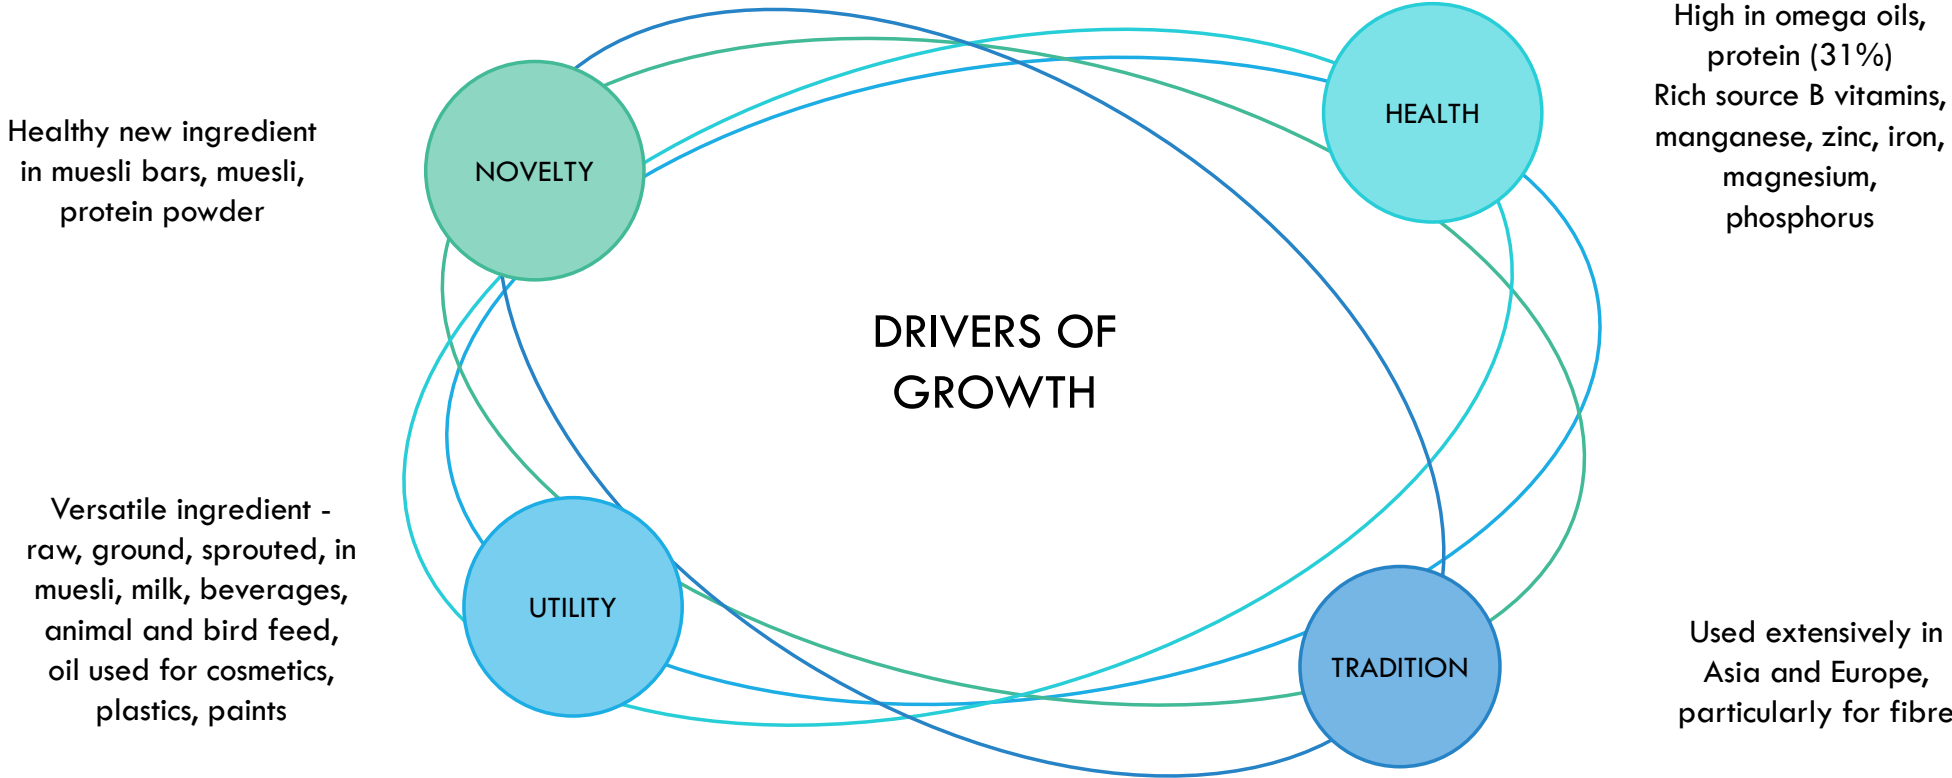 Healthy new ingredient
in muesli bars, muesli,
protein powder
NOVELTY
HEALTH
High in omega oils,
protein (31%)
Rich source B vitamins,
manganese, zinc, iron,
magnesium,
phosphorus
DRIVERS OF
GROWTH
Versatile ingredient -
raw, ground, sprouted, in
muesli, milk, beverages,
animal and bird feed,
oil used for cosmetics,
plastics, paints
UTILITY
TRADITION
Used extensively in
Asia and Europe,
particularly for fibre